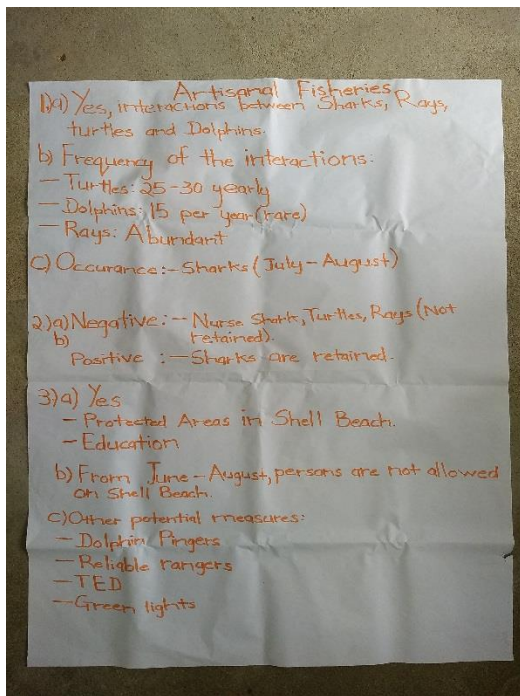 Artisanal Fisheries
1)a) Yes, interactions between Sharks, Rays,
turtles and Dolphins.
b) Frequency of the interactions:
- Turtles: 25-30 yearly
- Dolphins: 15 per year (rare)
- Rays: Abundant
c) Occurance:- Sharks (July - August)
2.)a) Negative:- Nurse Shark, Turtles, Rays (Not
b) retained).
Positive :- Sharks are retained.
3)a) Yes
- Protected Areas in Shell Beach.
- Education
b) From June - August, persons are not allowed
on Shell Beach.
c) Other potential measures:
- Dolphin Pingers
- Reliable rangers
- TED
- Green lights